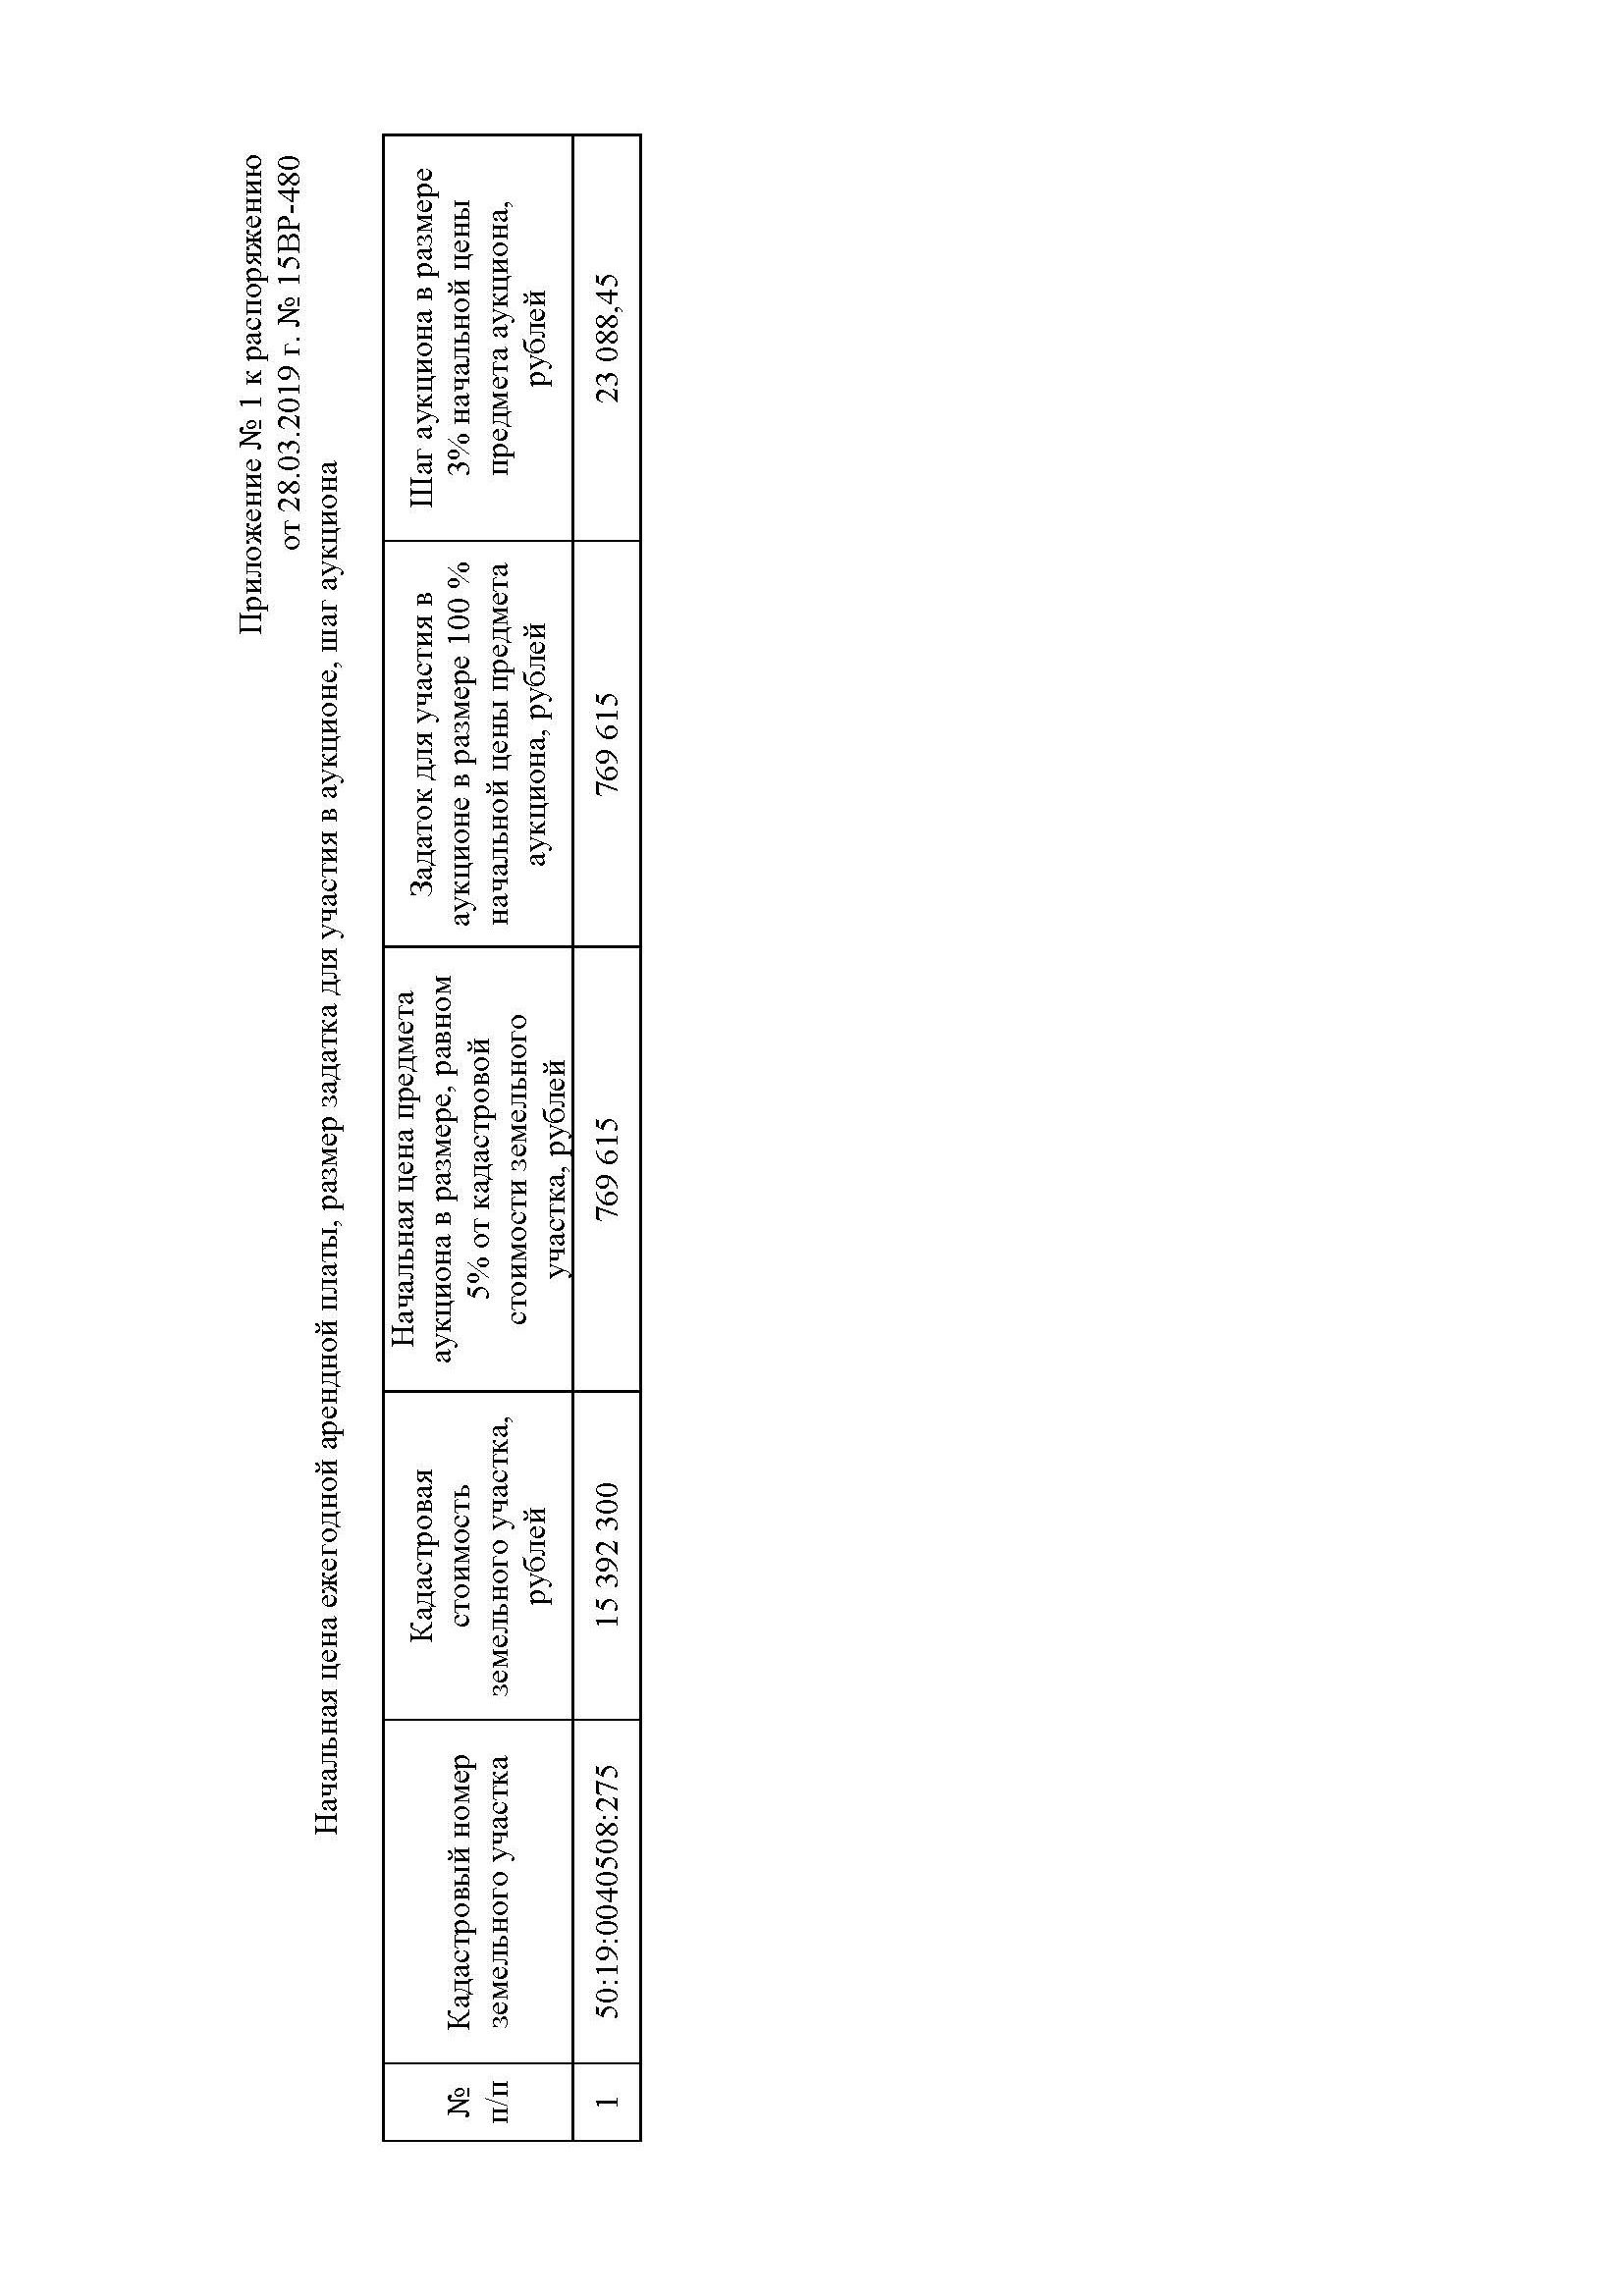 Приложение № 1 к распоряжению
от 28.03.2019 г. № 15ВР-480
Начальная цена ежегодной арендной платы, размер задатка для участия в аукционе, шаг аукциона
№
п/п
Кадастровый номер
земельного участка
Кадастровая
стоимость
земельного участка,
рублей
Начальная цена предмета
аукциона в размере, равном
5% от кадастровой
стоимости земельного
участка, рублей
Задаток для участия в
аукционе в размере 100 %
начальной цены предмета
аукциона, рублей
Шаг аукциона в размере
3% начальной цены
предмета аукциона,
рублей
1
50:19:0040508:275
15 392 300
769 615
769 615
23 088,45